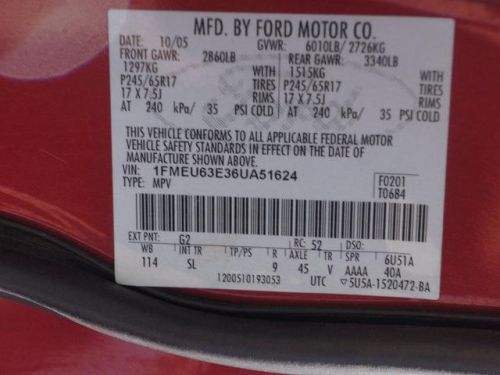 MFD. BY FORD MOTOR CO.
DATE: 10/05 GVWR: 6010LB/ 2726KG
FRONT GAWR: 2860LB REAR GAWR: 3340LB
1297KG WITH 1515KG WITH
P245/65R17 TIRES P245/65R17 TIRES
17 X 7.5J RIMS 17 X 7.5J RIMS
AT 240 kPa/ 35 PSI COLD AT 240 kPa/ 35 PSI COLD
THIS VEHICLE CONFORMS TO ALL APPLICABLE FEDERAL MOTOR
VEHICLE SAFETY STANDARDS IN EFFECT ON THE DATE OF
MANUFACTURE SHOWN ABOVE.
VIN: 1FMEU63E36UA51624
TYPE: MPV
F0201
T0684
EXT PNT: G2 RC: 52 DSO:
WB INT TR TP/PS R AXLE TR SPR 6U51A
114 SL 9 45 V AAAA 40A
1200510193053 UTC ▽5U5A-1520472-BA